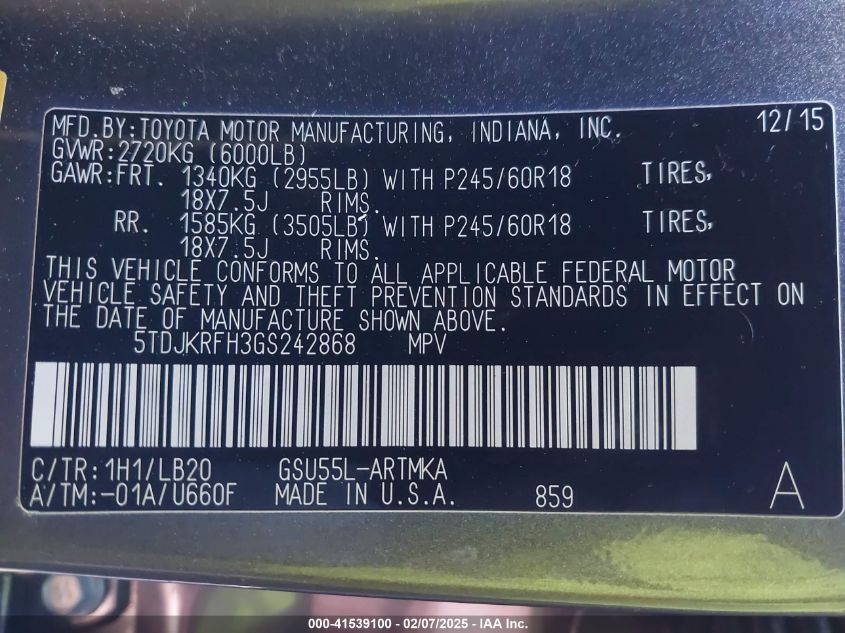 MFD.BY:TOYOTA MOTOR MANUFACTURING, INDIANA, INC. 12/15
GVWR:2720KG (6000LB)
GAWR:FRT. 1340KG (2955LB) WITH P245/60R18 TIRES,
18X7.5J RIMS.
RR. 1585KG (3505LB) WITH P245/60R18 TIRES,
18X7.5J RIMS.
THIS VEHICLE CONFORMS TO ALL APPLICABLE FEDERAL MOTOR
VEHICLE SAFETY AND THEFT PREVENTION STANDARDS IN EFFECT ON
THE DATE OF MANUFACTURE SHOWN ABOVE.
5TDJKRFH3GS242868 MPV
C/TR:1H1/LB20 GSU55L-ARTMKA
A/TM:-01A/U660F MADE IN U.S.A. 859 A
000-41539100 - 02/07/2025 - IAA Inc.